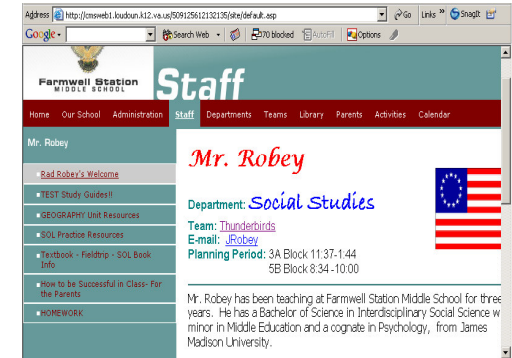 Address http://cmsweb1.loudoun.k12.va.us/509125612132135/site/default.asp Go Links » SnagIt
Google Search Web 70 blocked AutoFill Options
Farmwell Station
MIDDLE SCHOOL
Staff
Home Our School Administration Staff Departments Teams Library Parents Activities Calendar
Mr. Robey
Rad Robey's Welcome
TEST Study Guides!!
GEOGRAPHY Unit
Resources
SOL Practice Resources
Textbook - Fieldtrip - SOL Book
Info
How to be Successful in Class- For
the Parents
HOMEWORK
Mr. Robey
Department: Social Studies
Team: Thunderbirds
E-mail: JRobey
Planning Period: 3A Block 11:37-1:44
5B Block 8:34 -10:00
Mr. Robey has been teaching at Farmwell Station Middle School for three
years. He has a Bachelor of Science in Interdisciplinary Social Science w
minor in Middle Education and a cognate in Psychology, from James
Madison University.